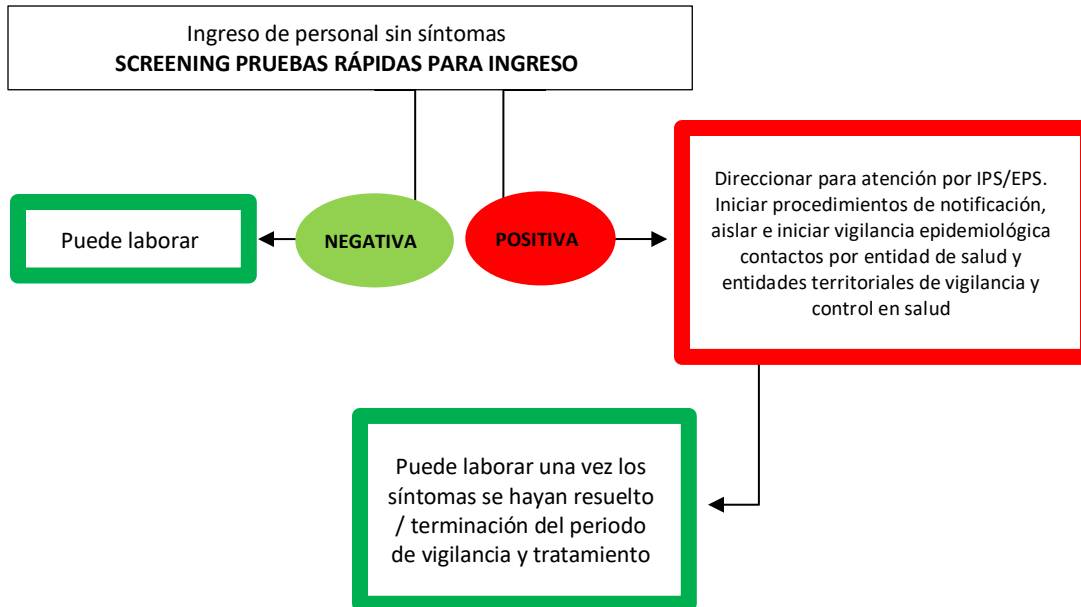 Ingreso de personal sin síntomas
SCREENING PRUEBAS RÁPIDAS PARA INGRESO
Puede laborar
NEGATIVA
POSITIVA
Direccionar para atención por IPS/EPS.
Iniciar procedimientos de notificación,
aislar e iniciar vigilancia epidemiológica
contactos por entidad de salud y
entidades territoriales de vigilancia y
control en salud
Puede laborar una vez los
síntomas se hayan resuelto
/ terminación del periodo
de vigilancia y tratamiento